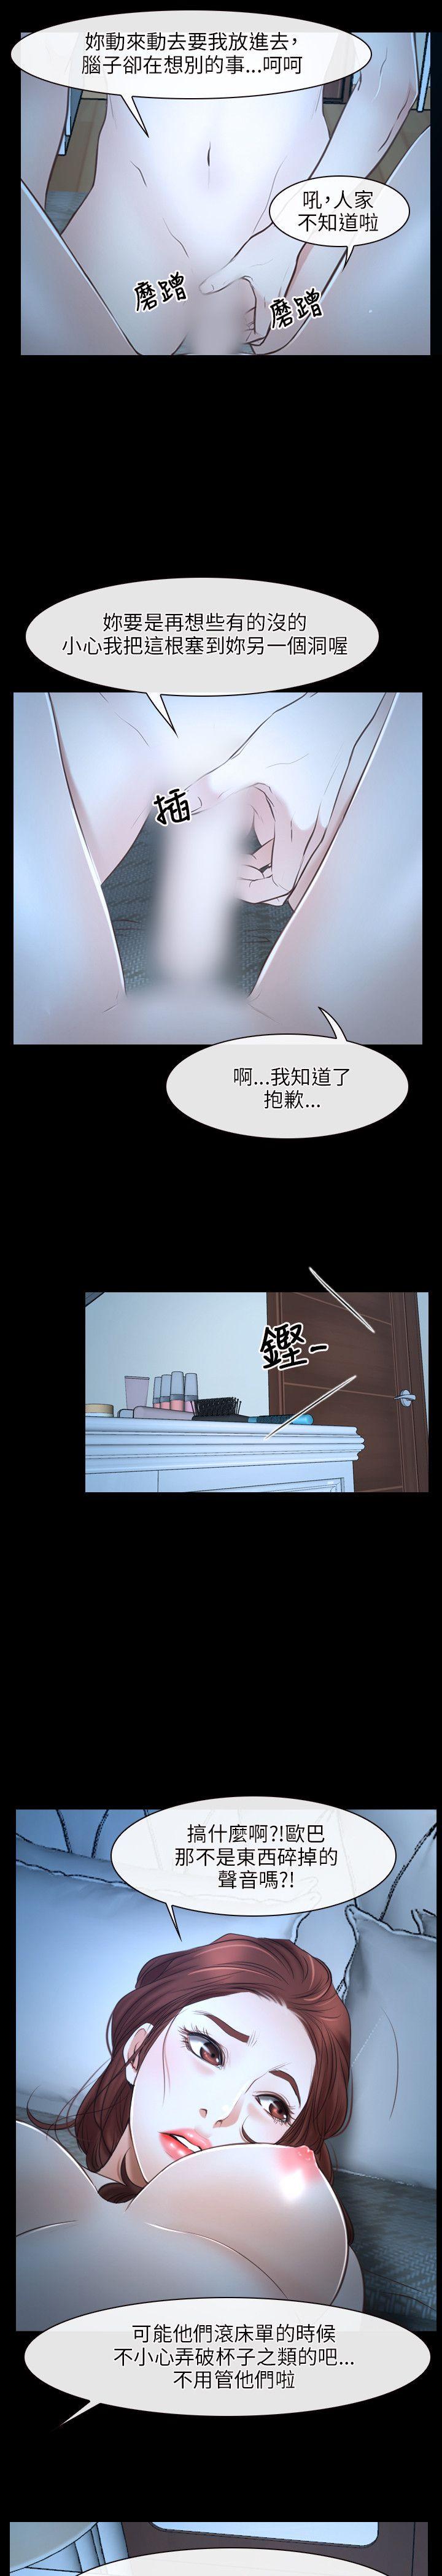 妳動來動去要我放進去,
腦子卻在想別的事...呵呵
吼,人家
不知道啦
磨蹭
磨蹭
妳要是再想些有的沒的
小心我把這根塞到妳另一個洞喔
插
啊...我知道了
抱歉...
鏗-
搞什麼啊?!歐巴
那不是東西碎掉的
聲音嗎?!
可能他們滾床單的時候
不小心弄破杯子之類的吧...
不用管他們啦